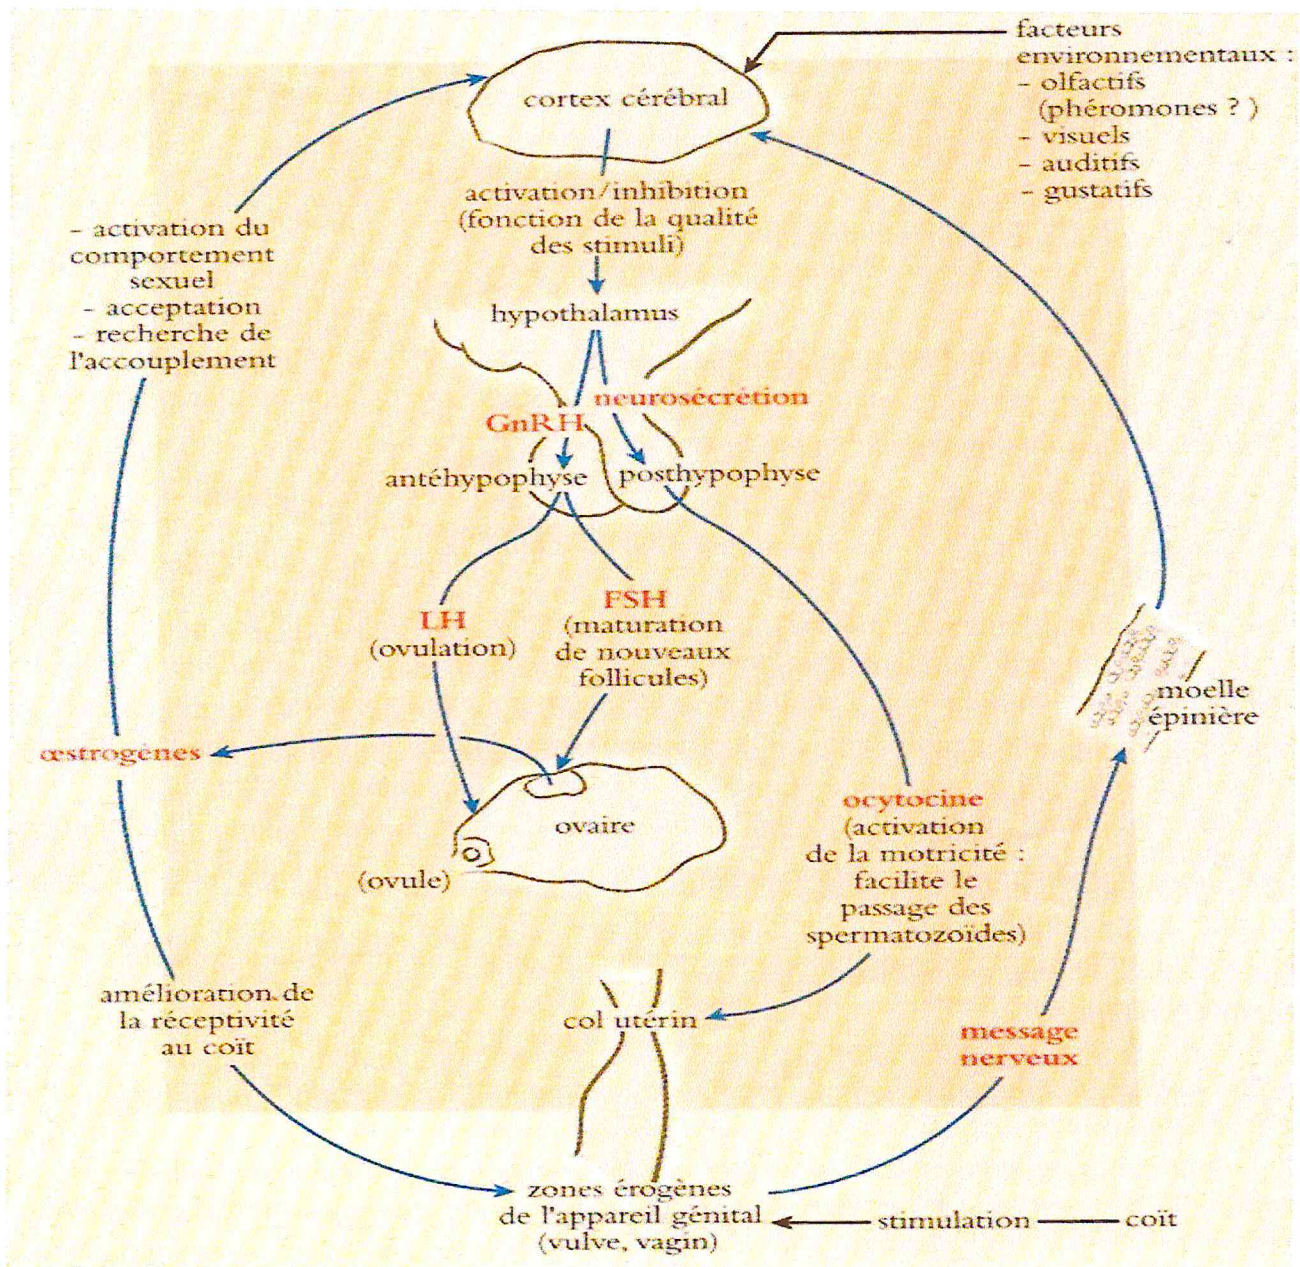 facteurs
environnementaux :
- olfactifs
(phéromones ? )
- visuels
- auditifs
- gustatifs
cortex cérébral
activation/inhibition
(fonction de la qualité
des stimuli)
- activation du
comportement
sexuel
- acceptation
- recherche de
l'accouplement
hypothalamus
neurosécrétion
GnRH
antéhypophyse
posthypophyse
LH
(ovulation)
FSH
(maturation
de nouveaux
follicules)
moelle
épinière
œstrogènes
ovaire
(ovule)
ocytocine
(activation
de la motricité :
facilite le
passage des
spermatozoïdes)
amélioration de
la réceptivité
au coït
col utérin
message
nerveux
zones érogènes
de l'appareil génital
(vulve, vagin)
stimulation
coït